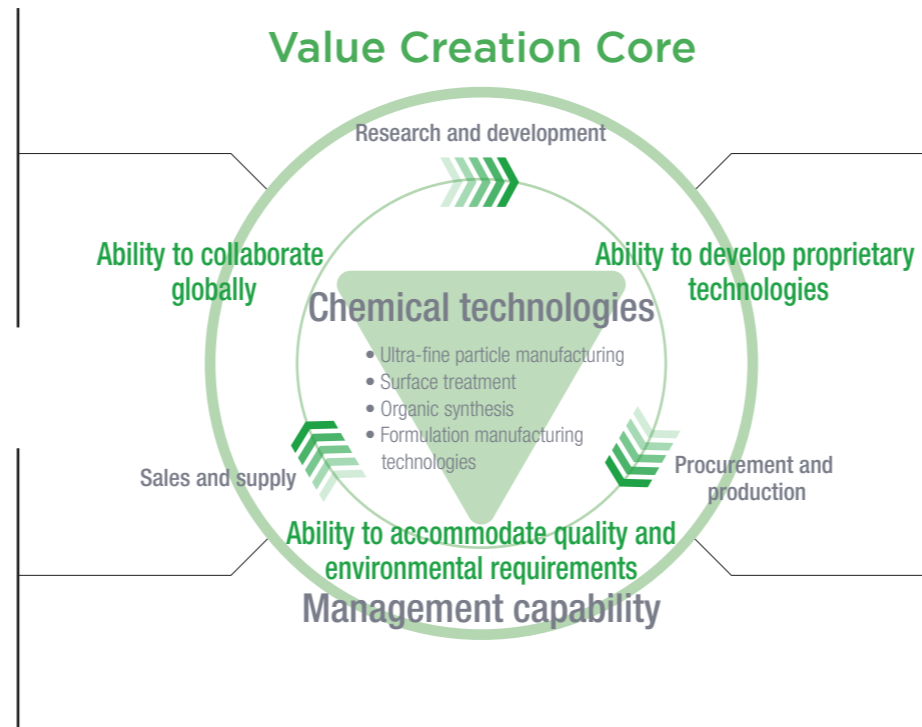 Value Creation Core
Research and development
Ability to collaborate
globally
Ability to develop proprietary
technologies
Chemical technologies
• Ultra-fine particle manufacturing
• Surface treatment
• Organic synthesis
• Formulation manufacturing
technologies
Sales and supply
Procurement and
production
Ability to accommodate quality and
environmental requirements
Management capability